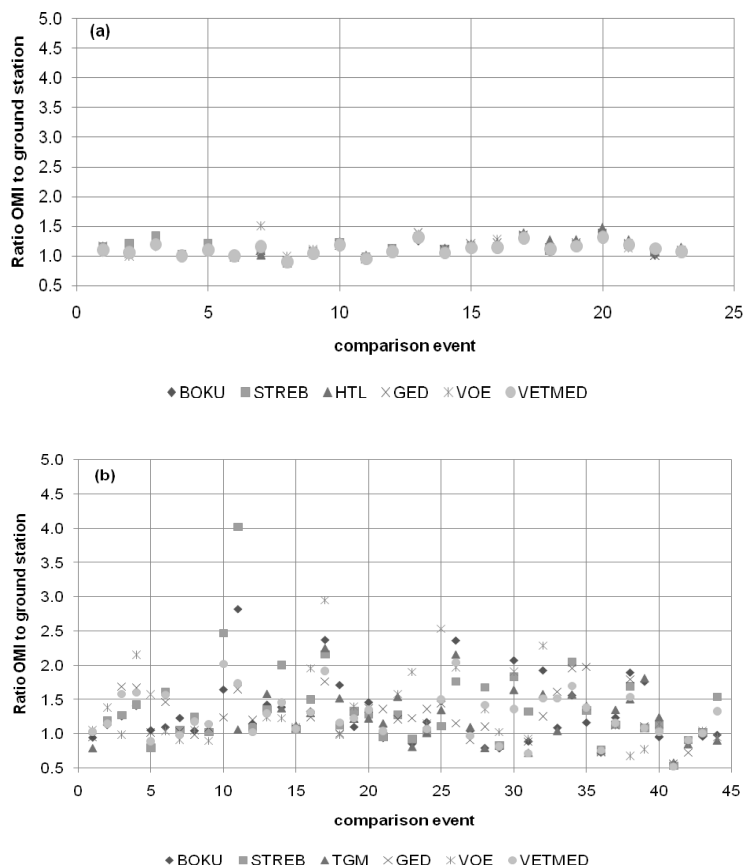 (a)
Ratio OMI to ground station
5.0
4.5
4.0
3.5
3.0
2.5
2.0
1.5
1.0
0.5
0 5 10 15 20 25
comparison event
BOKU STREB HTL GED VOE VETMED
(b)
Ratio OMI to ground station
5.0
4.5
4.0
3.5
3.0
2.5
2.0
1.5
1.0
0.5
0 5 10 15 20 25 30 35 40 45
comparison event
BOKU STREB TGM GED VOE VETMED